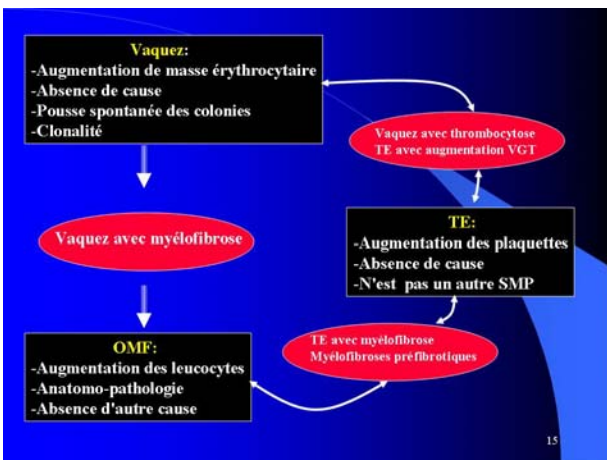 Vaquez:
-Augmentation de masse érythrocytaire
-Absence de cause
-Pousse spontanée des colonies
-Clonalité
Vaquez avec thrombocytose
TE avec augmentation VGT
Vaquez avec myélofibrose
TE:
-Augmentation des plaquettes
-Absence de cause
-N'est pas un autre SMP
TE avec myélofibrose
Myélofibroses préfibrotiques
OMF:
-Augmentation des leucocytes
-Anatomo-pathologie
-Absence d'autre cause
15